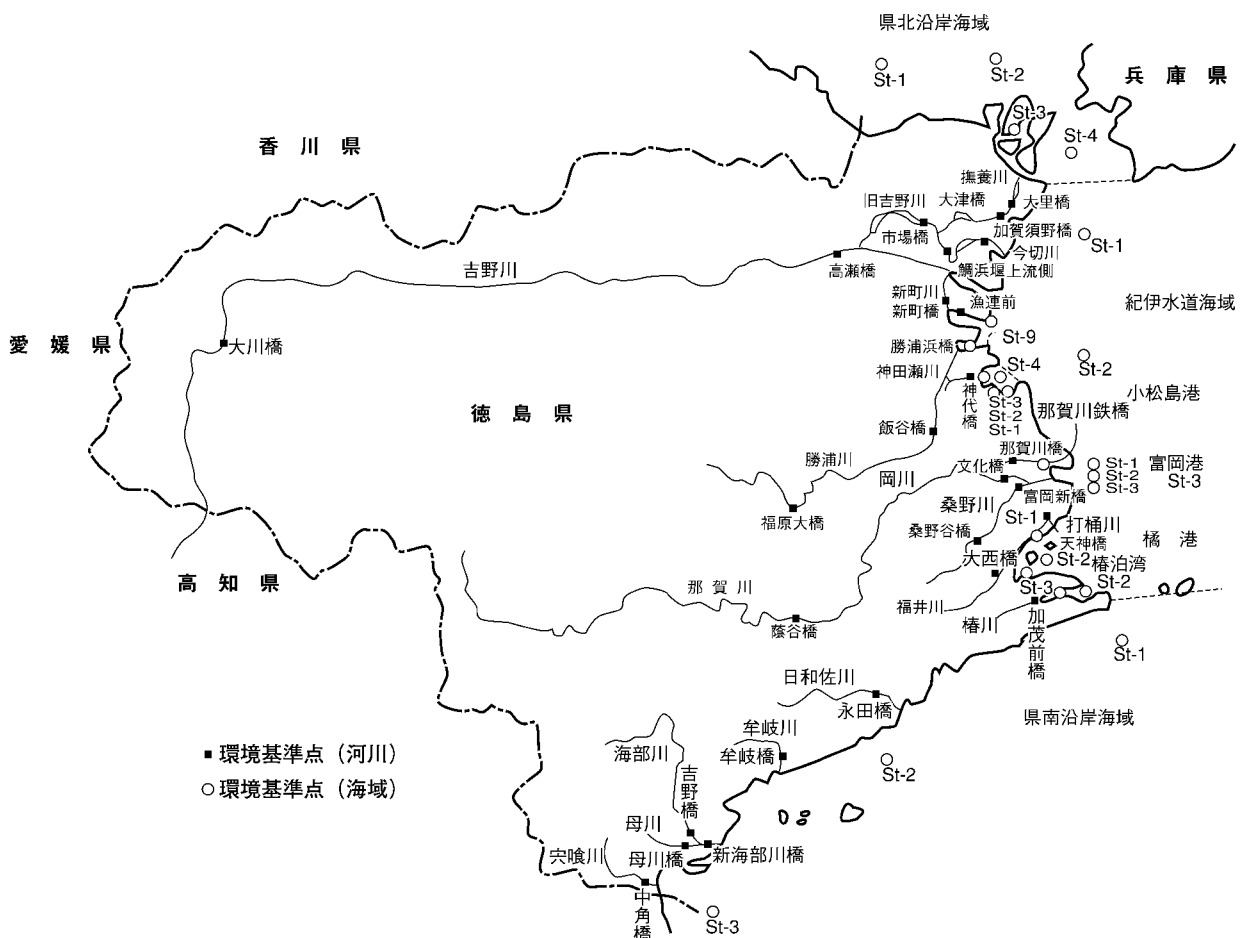 県北沿岸海域
St-1
St-2
兵庫県
St-3
St-4
香川県
撫養川
旧吉野川
大津橋
大里橋
市場橋
加賀須野橋
St-1
今切川
吉野川
高瀬橋
鯛浜堰上流側
新町川
漁連前
新町橋
紀伊水道海域
愛媛県
大川橋
St-9
勝浦浜橋
神田瀬川
St-4
St-2
小松島港
徳島県
神代橋
St-3
St-2
St-1
那賀川鉄橋
飯谷橋
那賀川橋
勝浦川
文化橋
岡川
St-1
St-2
St-3
富岡港
St-3
富岡新橋
桑野川
福原大橋
St-1
打桶川
桑野谷橋
天神橋
橘港
大西橋
St-2
椿泊湾
高知県
那賀川
St-3
St-2
福井川
蔭谷橋
椿川
加茂前橋
St-1
日和佐川
永田橋
県南沿岸海域
牟岐川
海部川
牟岐橋
■環境基準点（河川）
St-2
○環境基準点（海域）
吉野橋
母川
宍喰川
母川橋
新海部川橋
中角橋
St-3